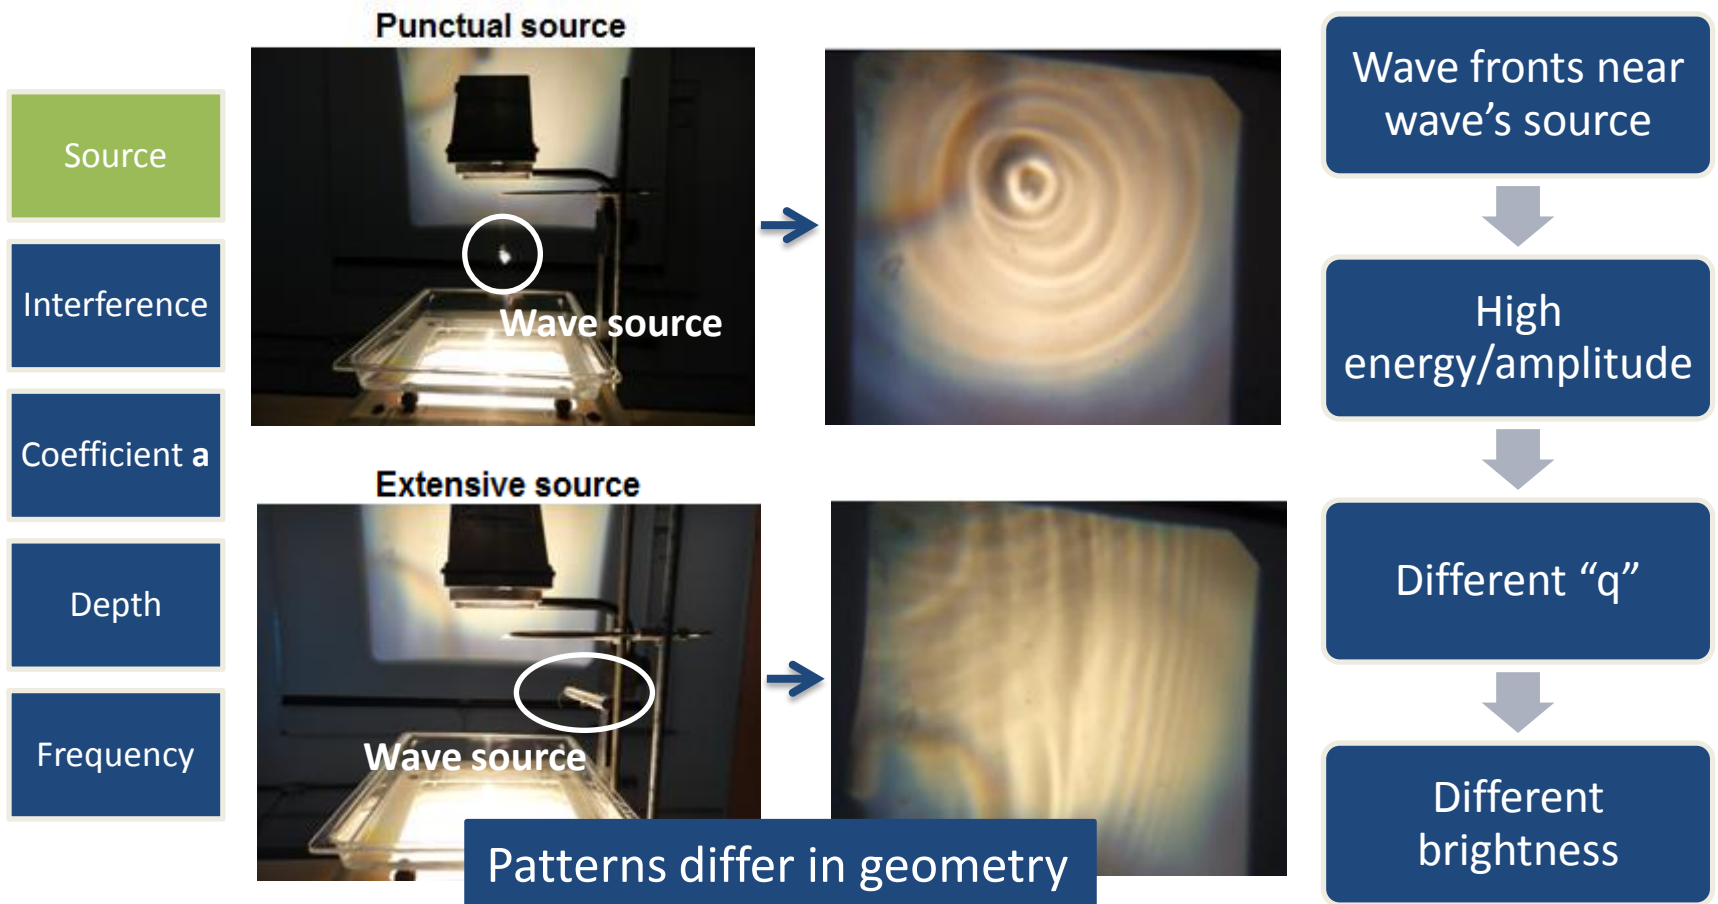 Source
Interference
Coefficient a
Depth
Frequency
Punctual source
Wave source
Extensive source
Wave source
Patterns differ in geometry
Wave fronts near
wave’s source
High
energy/amplitude
Different “q”
Different
brightness